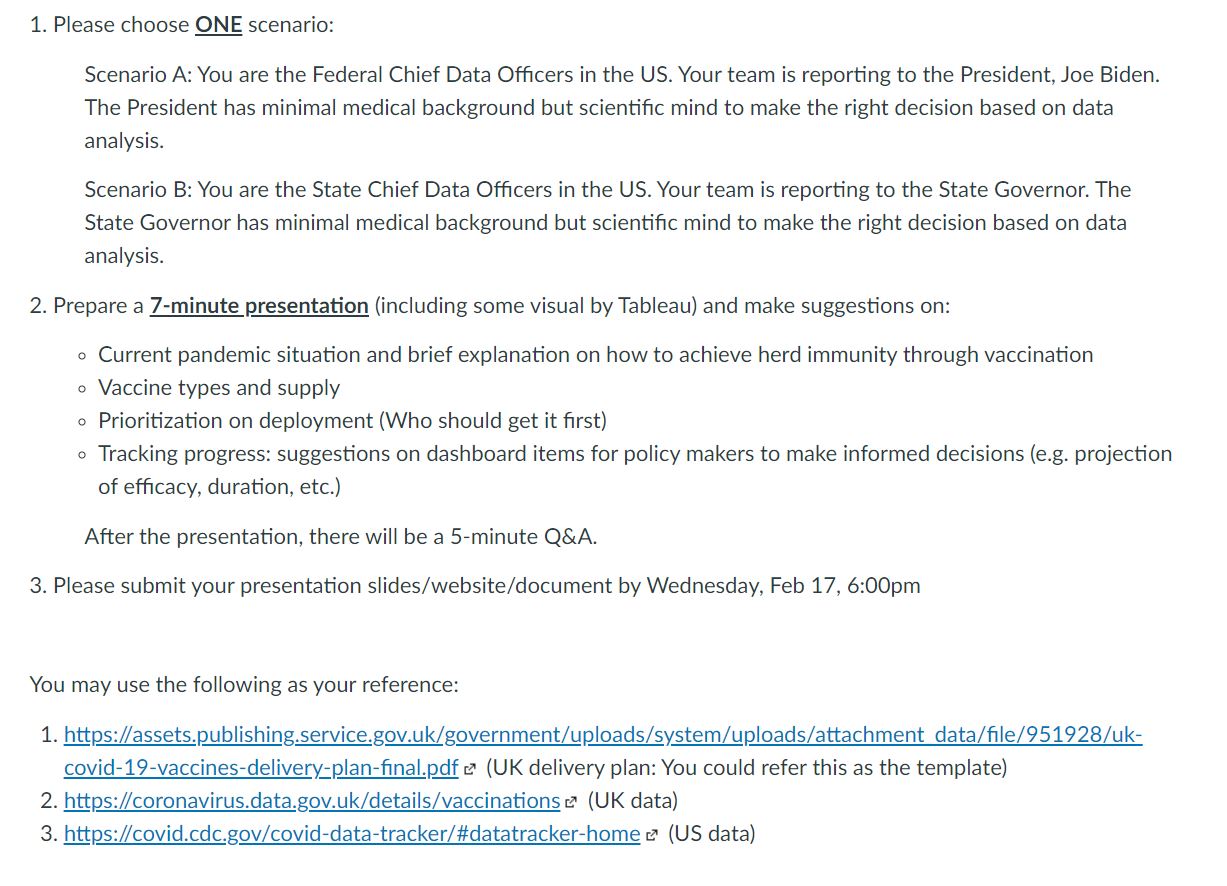 1. Please choose ONE scenario:
Scenario A: You are the Federal Chief Data Officers in the US. Your team is reporting to the President, Joe Biden.
The President has minimal medical background but scientific mind to make the right decision based on data
analysis.
Scenario B: You are the State Chief Data Officers in the US. Your team is reporting to the State Governor. The
State Governor has minimal medical background but scientific mind to make the right decision based on data
analysis.
2. Prepare a 7-minute presentation (including some visual by Tableau) and make suggestions on:
◦ Current pandemic situation and brief explanation on how to achieve herd immunity through vaccination
◦ Vaccine types and supply
◦ Prioritization on deployment (Who should get it first)
◦ Tracking progress: suggestions on dashboard items for policy makers to make informed decisions (e.g. projection
of efficacy, duration, etc.)
After the presentation, there will be a 5-minute Q&A.
3. Please submit your presentation slides/website/document by Wednesday, Feb 17, 6:00pm
You may use the following as your reference:
1. https://assets.publishing.service.gov.uk/government/uploads/system/uploads/attachment_data/file/951928/uk-
covid-19-vaccines-delivery-plan-final.pdf (UK delivery plan: You could refer this as the template)
2. https://coronavirus.data.gov.uk/details/vaccinations (UK data)
3. https://covid.cdc.gov/covid-data-tracker/#datatracker-home (US data)